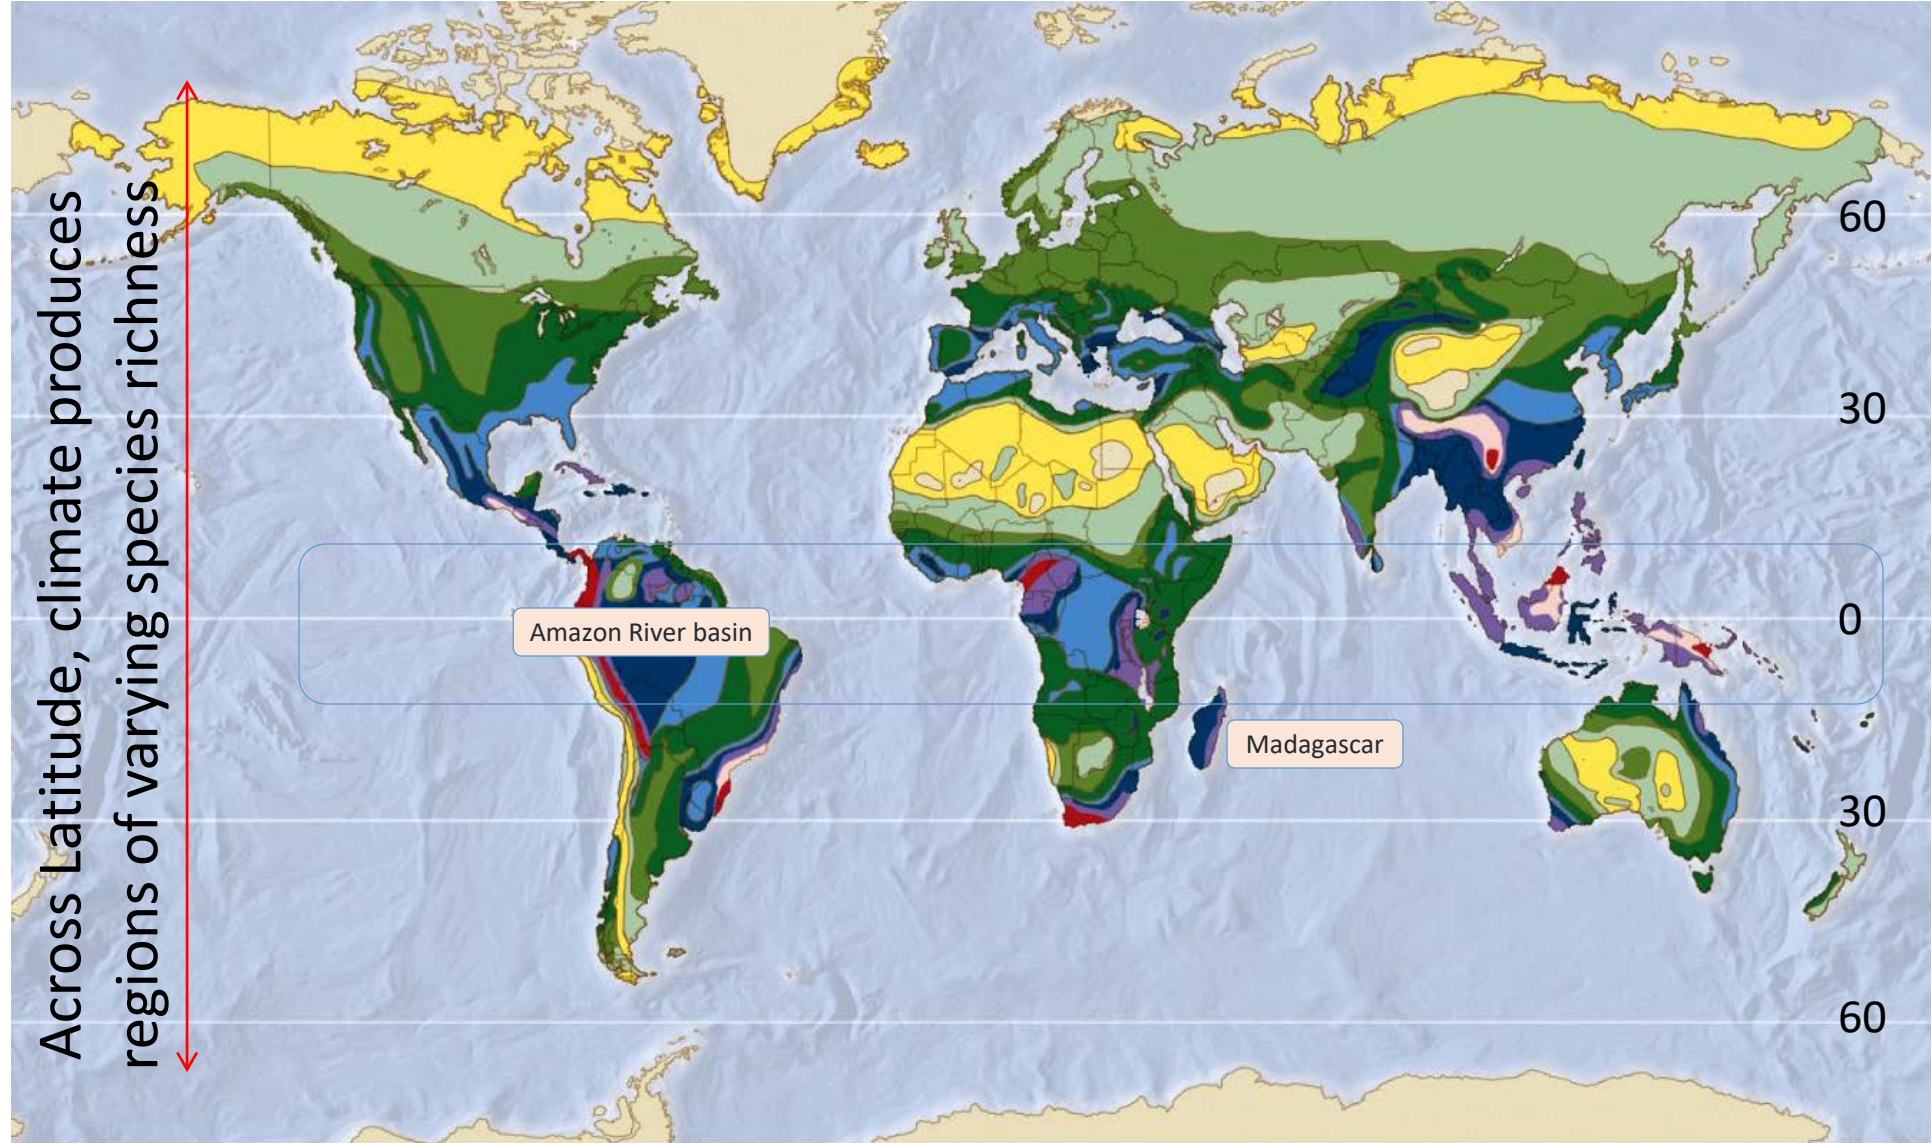 Across Latitude, climate produces
regions of varying species richness
60
30
Amazon River basin
0
Madagascar
30
60